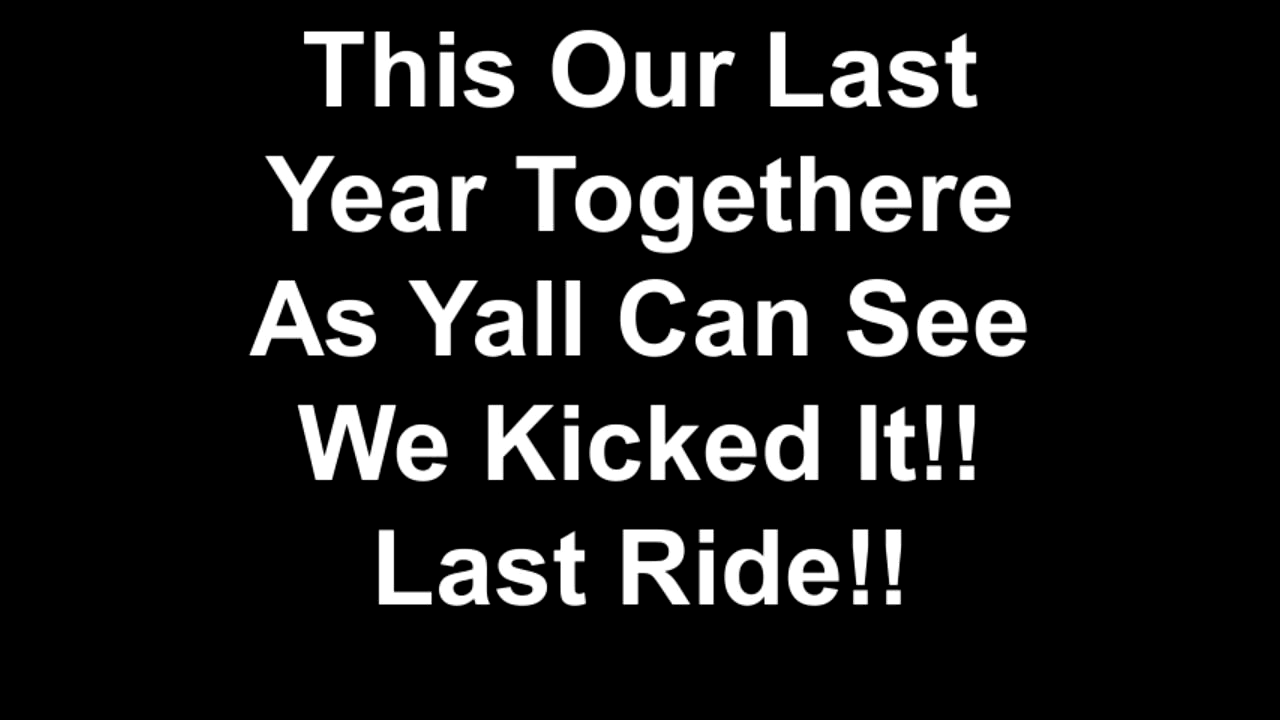 This Our Last
Year Togethere
As Yall Can See
We Kicked It!!
Last Ride!!